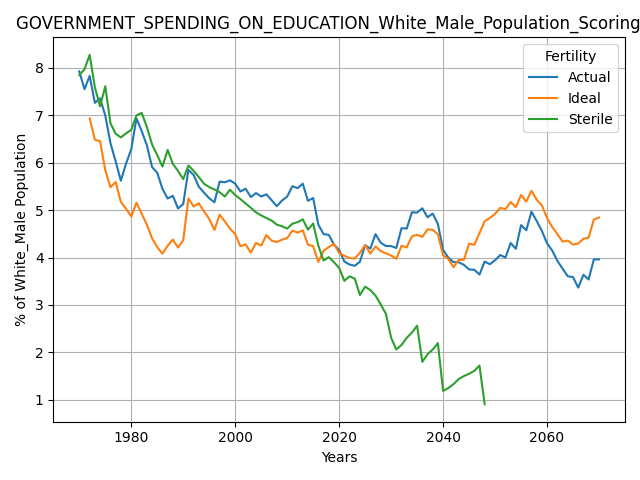 GOVERNMENT_SPENDING_ON_EDUCATION_White_Male_Population_Scoring
Fertility
Actual
Ideal
Sterile
% of White_Male Population
8
7
6
5
4
3
2
1
1980 2000 2020 2040 2060
Years